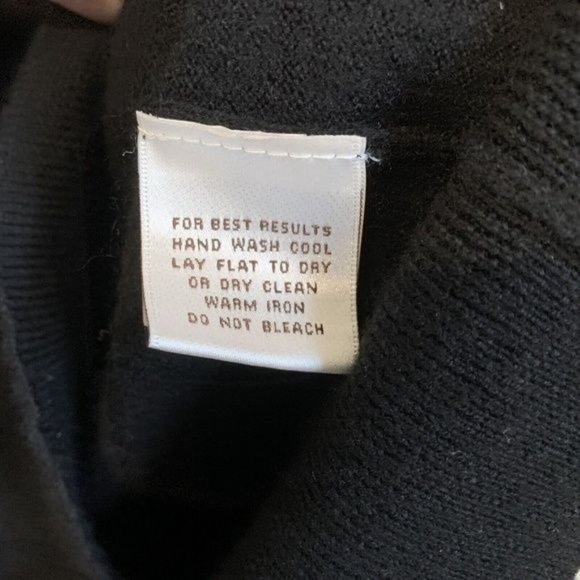 FOR BEST RESULTS
HAND WASH COOL
LAY FLAT TO DRY
OR DRY CLEAN
WARM IRON
DO NOT BLEACH